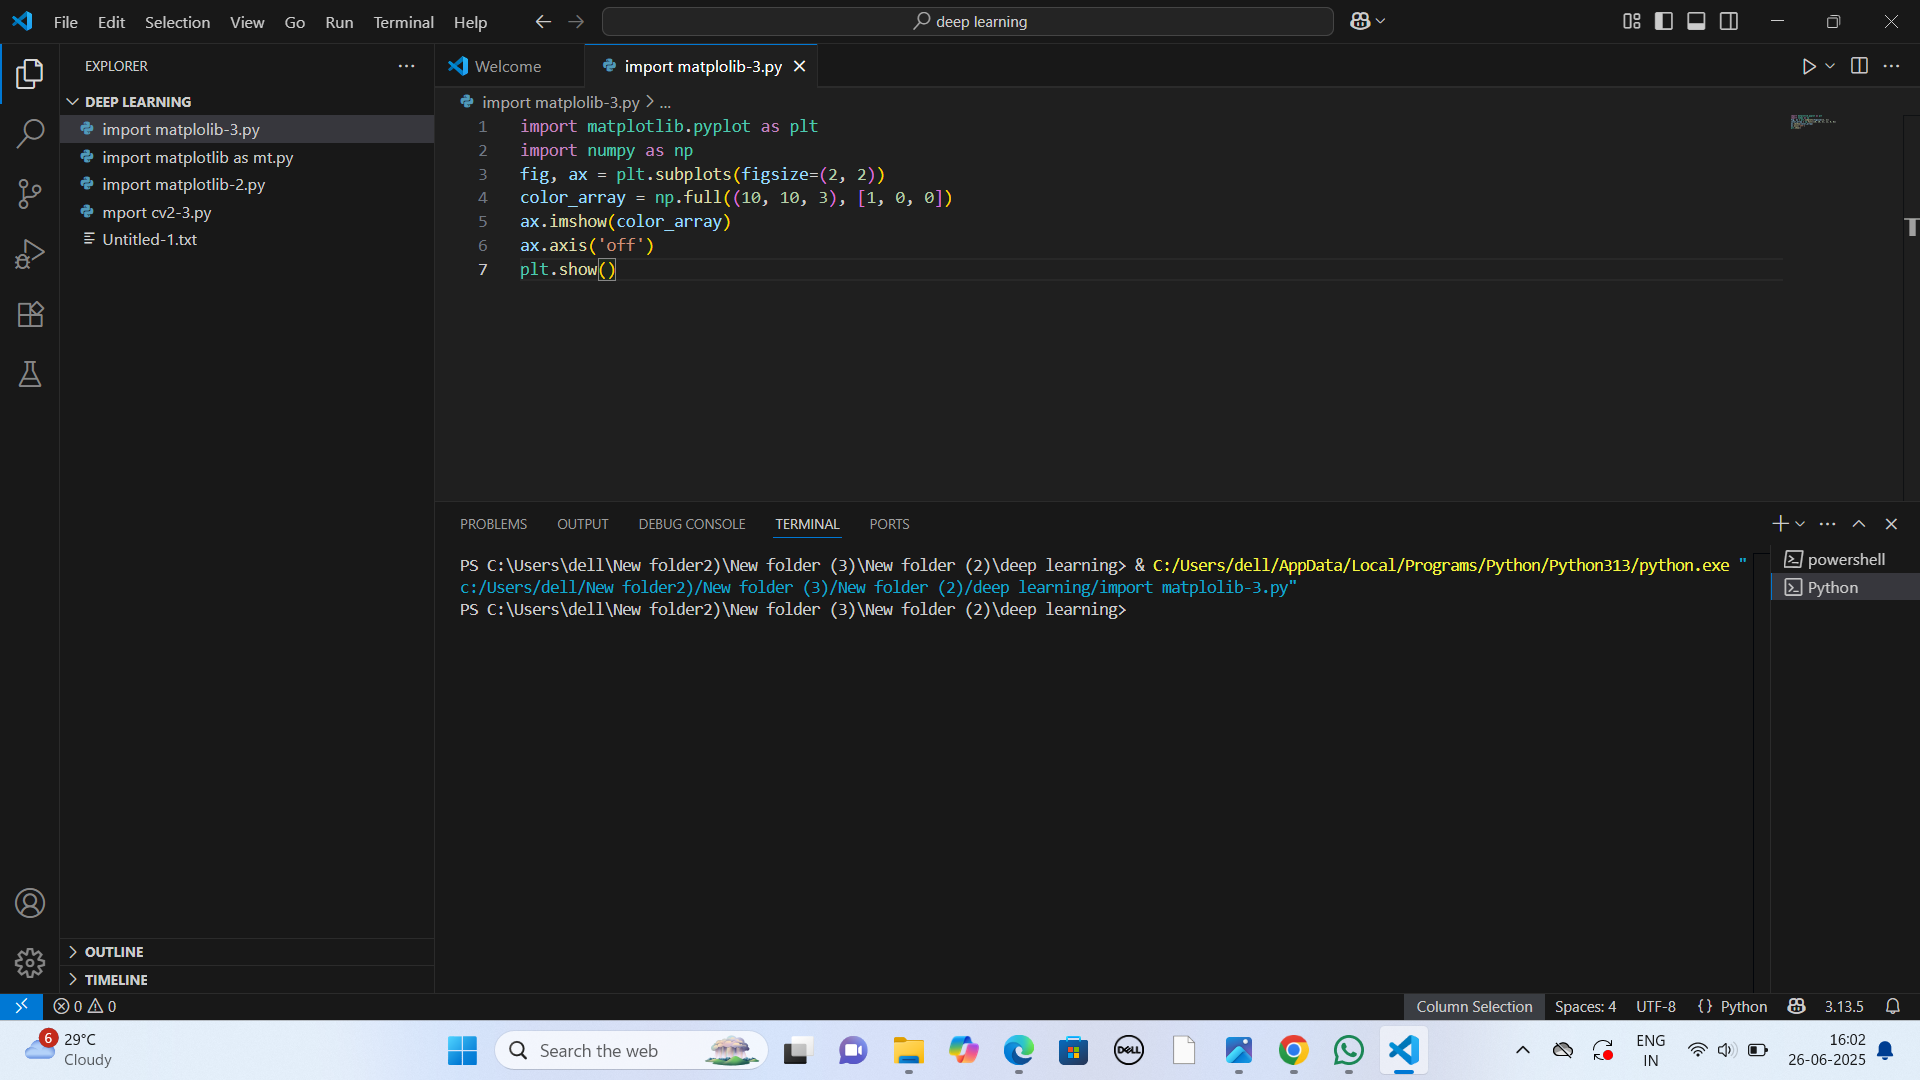 File Edit Selection View Go Run Terminal Help
deep learning
EXPLORER
DEEP LEARNING
import matplolib-3.py
import matplotlib as mt.py
import matplotlib-2.py
mport cv2-3.py
Untitled-1.txt
OUTLINE
TIMELINE
Welcome
import matplolib-3.py
import matplolib-3.py > ...
1 import matplotlib.pyplot as plt
2 import numpy as np
3 fig, ax = plt.subplots(figsize=(2, 2))
4 color_array = np.full((10, 10, 3), [1, 0, 0])
5 ax.imshow(color_array)
6 ax.axis('off')
7 plt.show()
PROBLEMS OUTPUT DEBUG CONSOLE TERMINAL PORTS
PS C:\Users\dell\New folder2)\New folder (3)\New folder (2)\deep learning> & C:/Users/dell/AppData/Local/Programs/Python/Python313/python.exe "
c:/Users/dell/New folder2)/New folder (3)/New folder (2)/deep learning/import matplolib-3.py"
PS C:\Users\dell\New folder2)\New folder (3)\New folder (2)\deep learning>
powershell
Python
0 0
Column Selection Spaces: 4 UTF-8 {} Python 3.13.5
6
29°C
Cloudy
Search the web
DELL
ENG
IN
16:02
26-06-2025